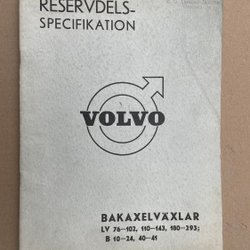 RESERVDELS-
SPECIFIKATION
VOLVO
BAKAXELVÄXLAR
LV 76—102, 110—143, 180—293;
B 10—24, 40—41